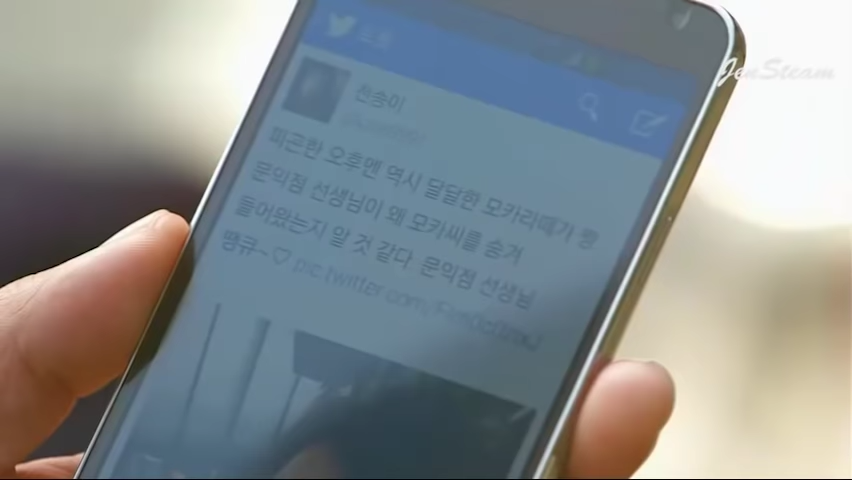 JenSteam
트윗
천송이
피곤한 오후엔 역시 달달한 모카라떼가 짱
문익점 선생님이 왜 모카씨를 숨겨
들어왔는지 알 것 같다. 문익점 선생님
땡큐~♡ pic.twitter.com/